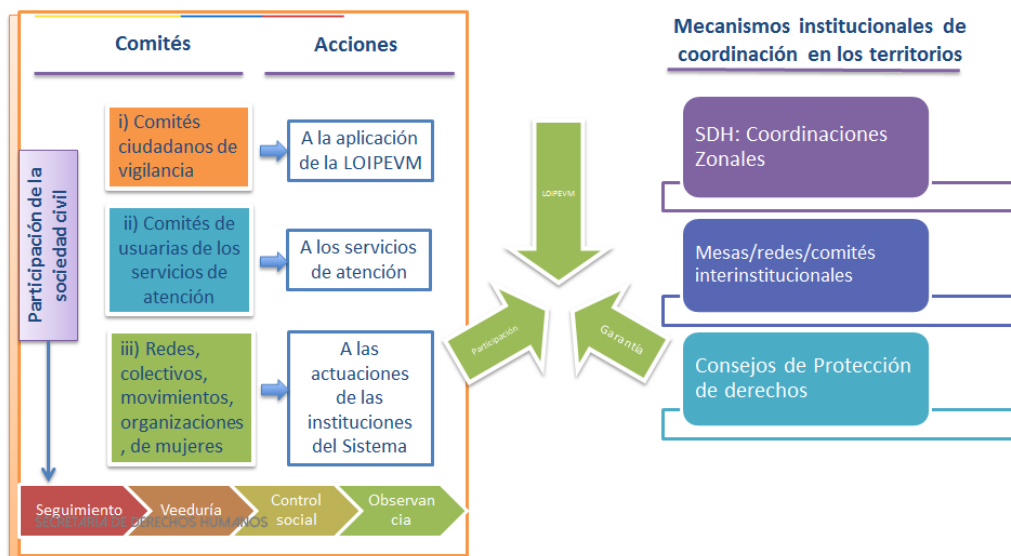 Comités
Acciones
Participación de la
sociedad civil
i) Comités
ciudadanos de
vigilancia
A la aplicación
de la LOIPEVM
ii) Comités de
usuarias de los
servicios de
atención
A los servicios
de atención
iii) Redes,
colectivos,
movimientos,
organizaciones
, de mujeres
A las
actuaciones
de las
instituciones
del Sistema
Seguimiento
Veeduría
Control
social
Observan
cia
SECRETARÍA DE DERECHOS HUMANOS
LOIPEVM
Participación
Garantía
Mecanismos institucionales de
coordinación en los territorios
SDH: Coordinaciones
Zonales
Mesas/redes/comités
interinstitucionales
Consejos de Protección
de derechos